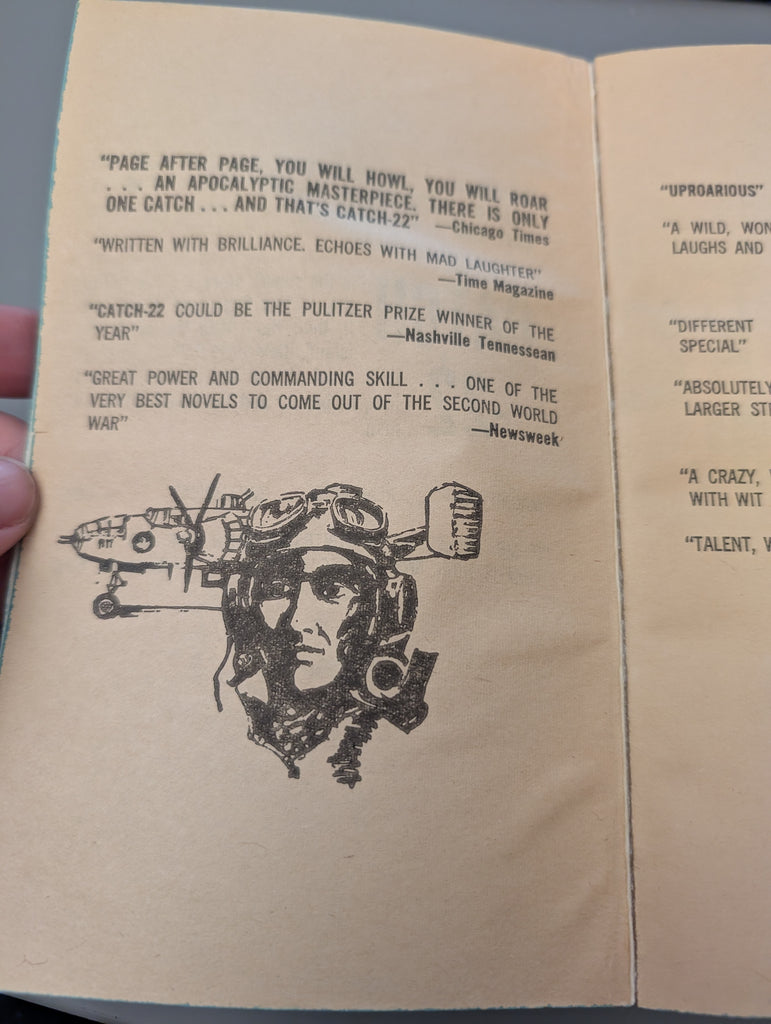 "PAGE AFTER PAGE, YOU WILL HOWL, YOU WILL ROAR
. . . AN APOCALYPTIC MASTERPIECE. THERE IS ONLY
ONE CATCH . . . AND THAT'S CATCH-22" —Chicago Times
"WRITTEN WITH BRILLIANCE. ECHOES WITH MAD LAUGHTER"
—Time Magazine
"CATCH-22 COULD BE THE PULITZER PRIZE WINNER OF THE
YEAR" —Nashville Tennessean
"GREAT POWER AND COMMANDING SKILL . . . ONE OF THE
VERY BEST NOVELS TO COME OUT OF THE SECOND WORLD
WAR" —Newsweek
"UPROARIOUS"
"A WILD, WON
LAUGHS AND
"DIFFERENT
SPECIAL"
"ABSOLUTELY
LARGER ST
"A CRAZY,
WITH WIT
"TALENT,